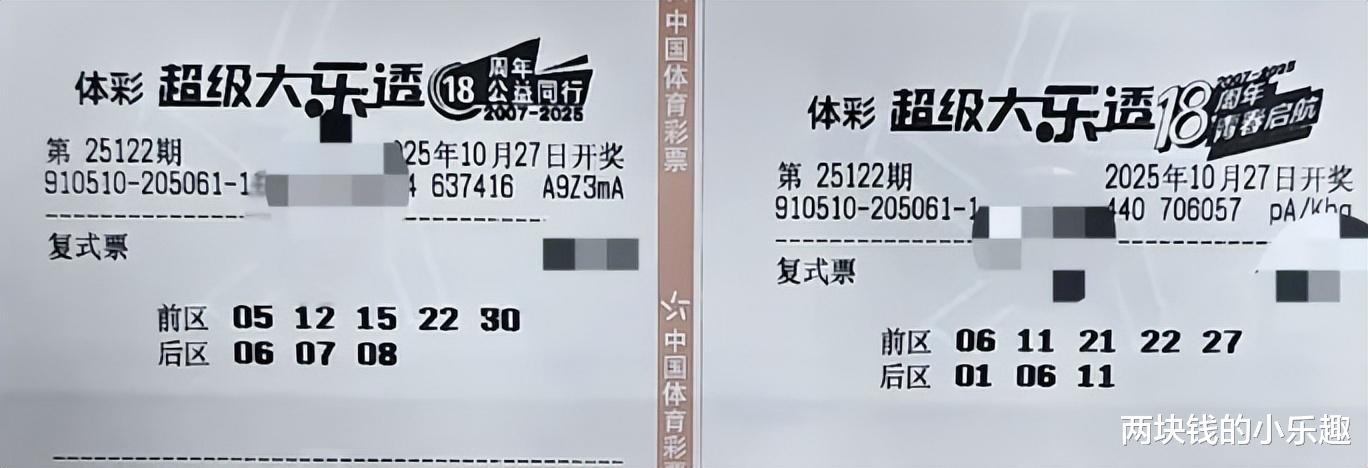 体彩 超级大乐透 18 周年 公益同行 2007-2025
第 25122期 25年10月27日开奖
910510-205061-1 637416 A9Z3mA
复式票
前区 05 12 15 22 30
后区 06 07 08
中国体育彩票
中国体育彩票
体彩 超级大乐透 18 周年 青春启航 2007-2025
第 25122期 2025年10月27日开奖
910510-205061-1 440 706057
复式票
前区 06 11 21 22 27
后区 01 06 11
两块钱的小乐趣